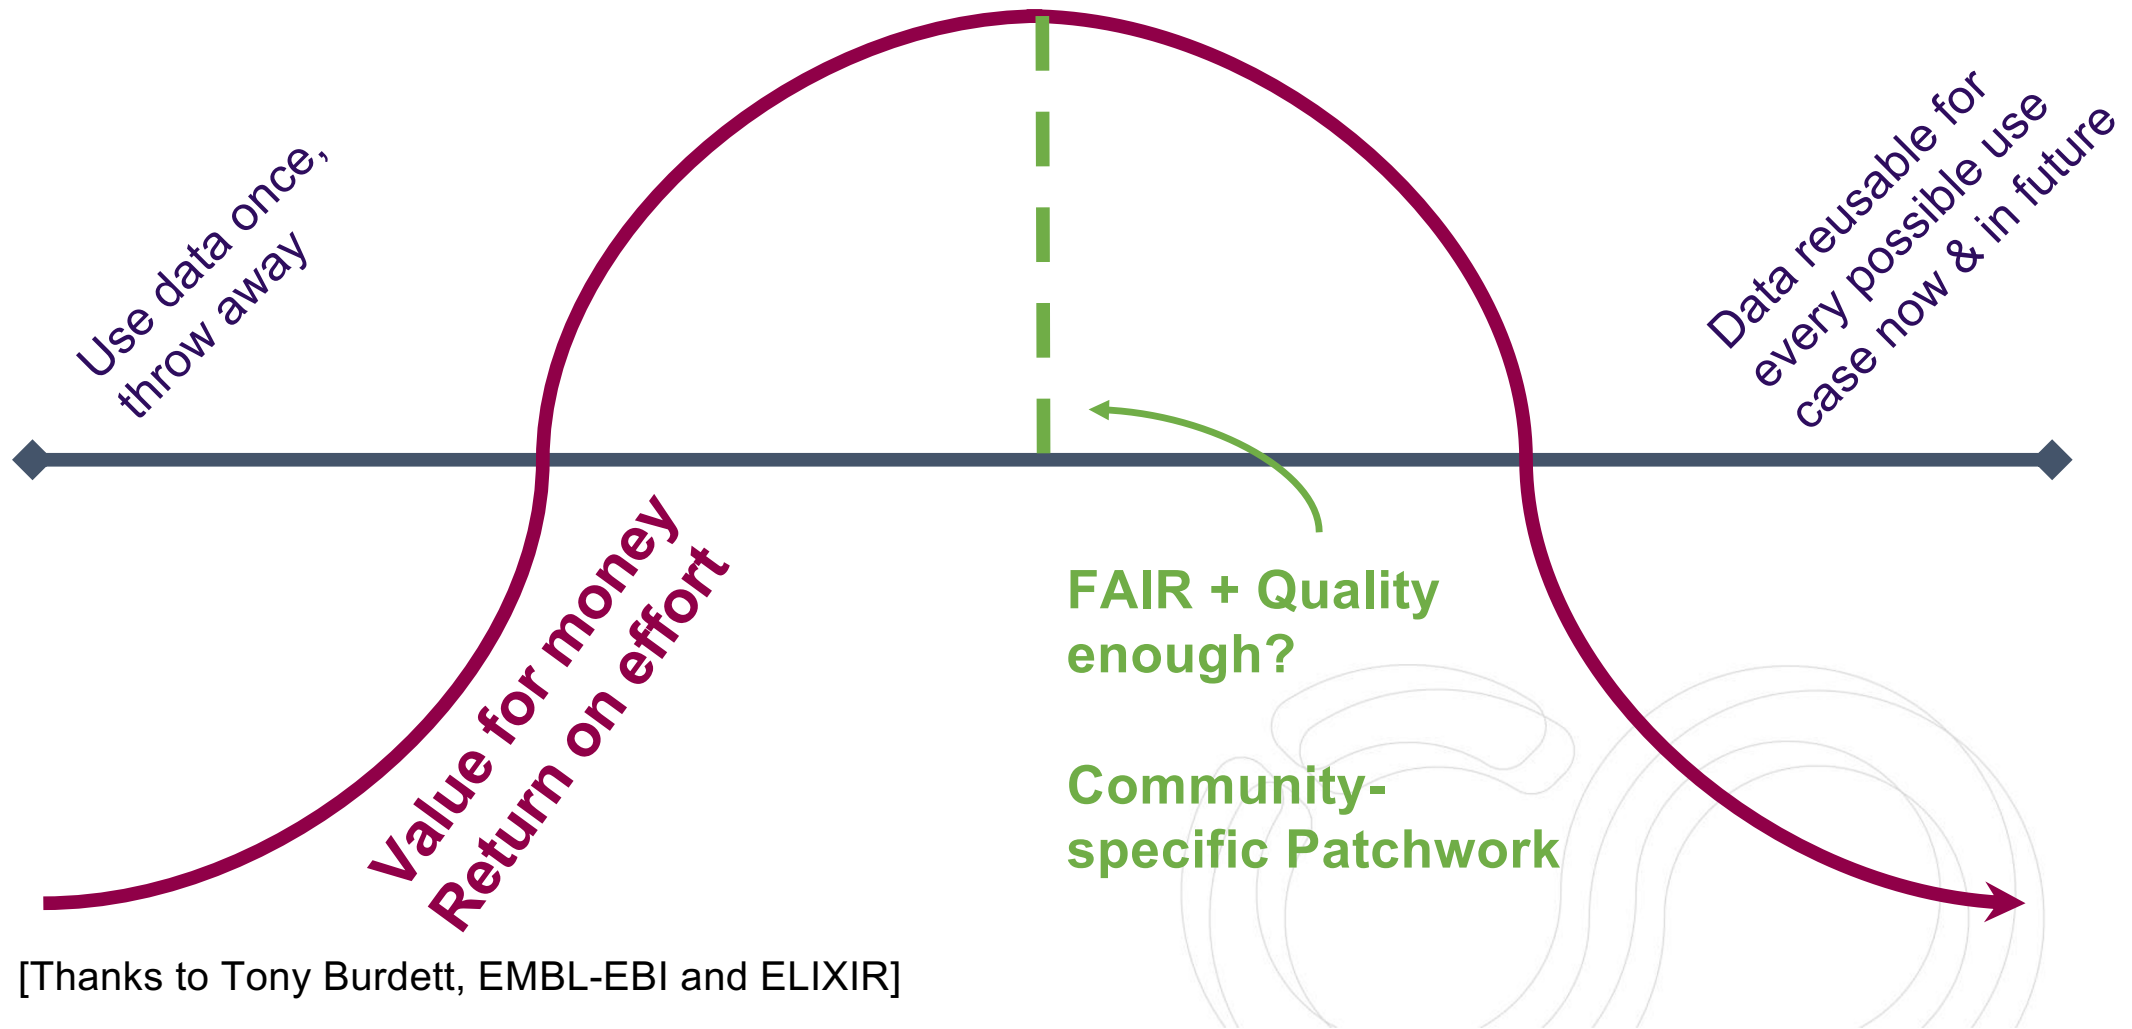 Use data once,
throw away
Data reusable for
every possible use
case now & in future
Value for money
Return on effort
FAIR + Quality
enough?
Community-
specific Patchwork
[Thanks to Tony Burdett, EMBL-EBI and ELIXIR]